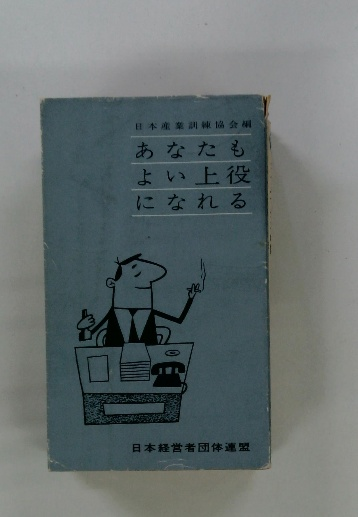 日本産業訓練協会編
あなたも
よい上役
になれる
日本経営者団体連盟